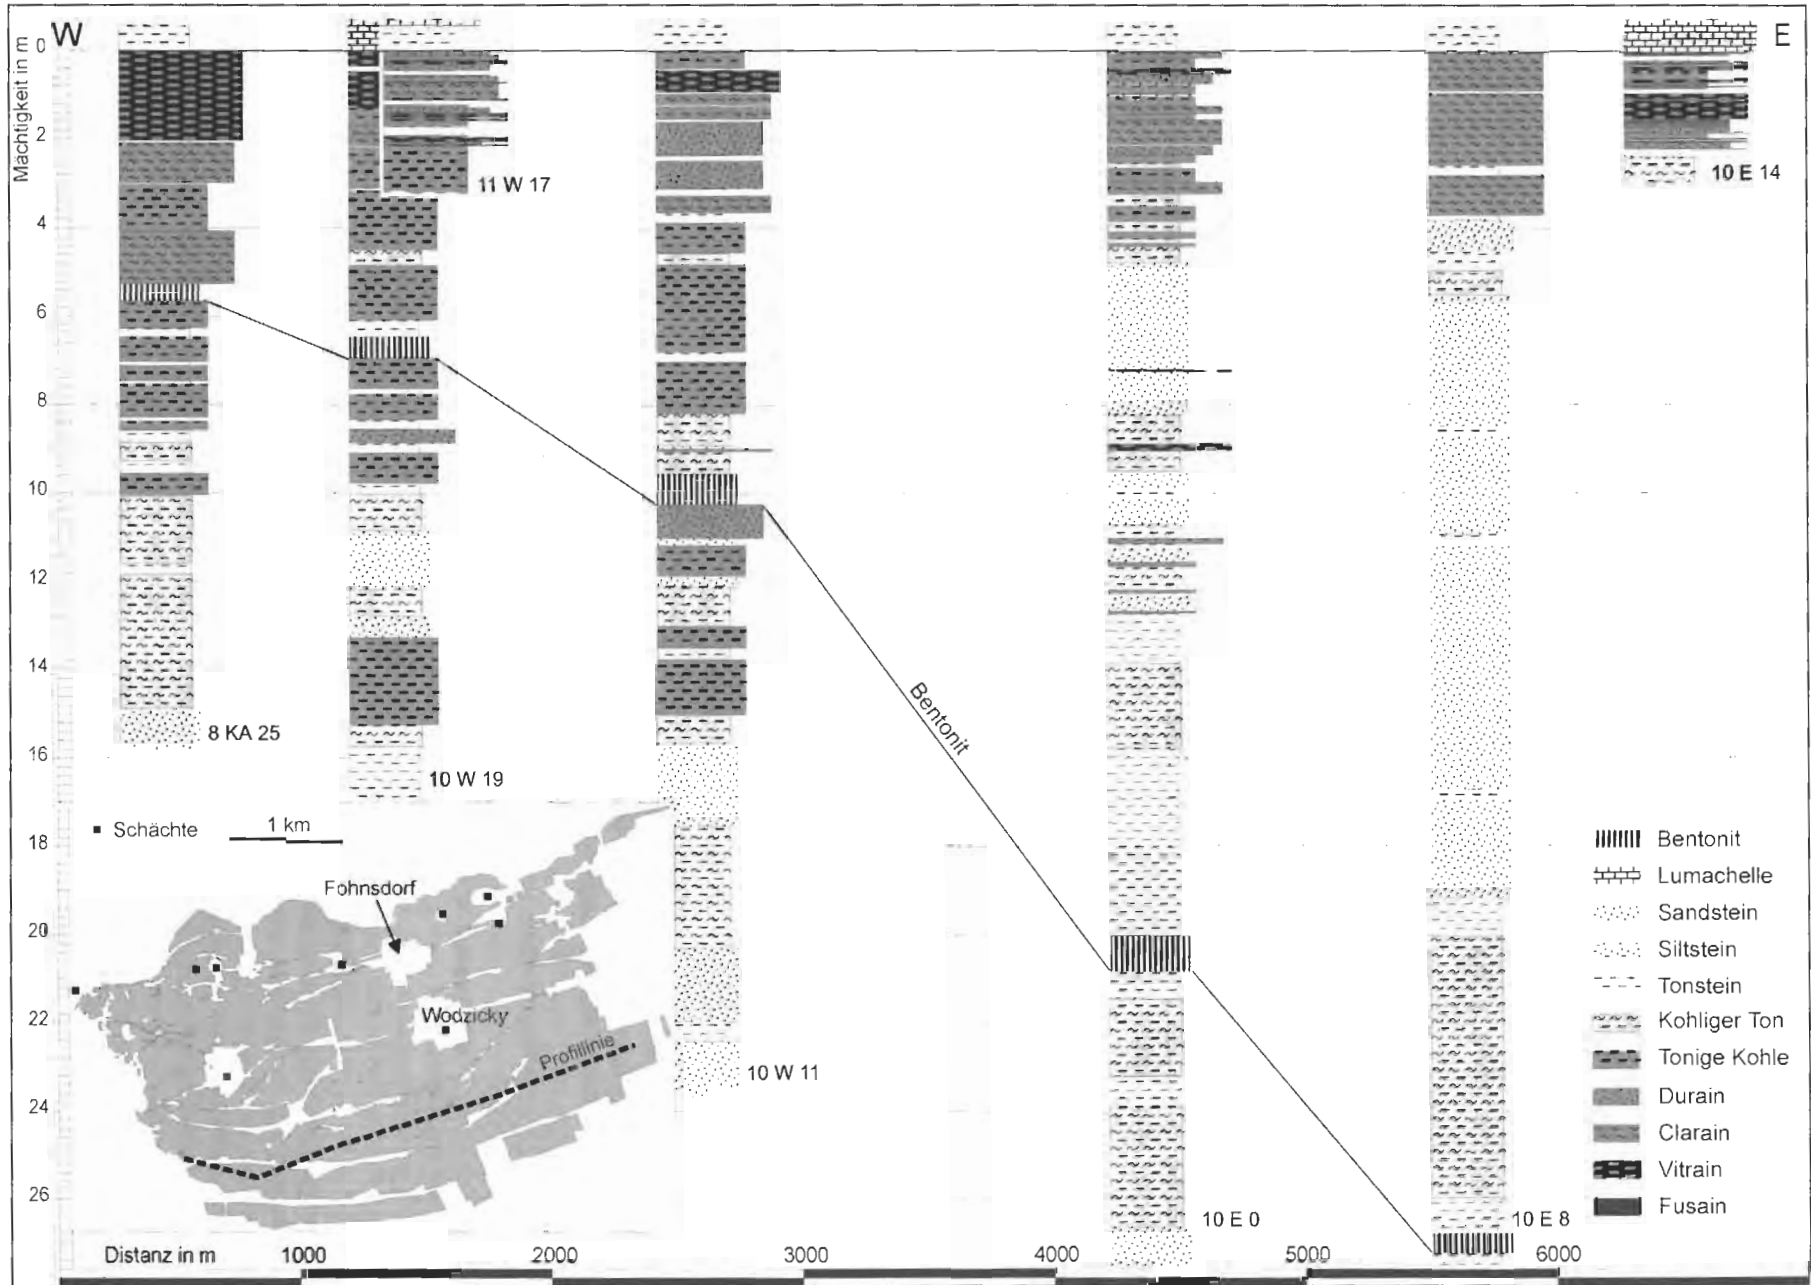 W
E
Mächtigkeit in m
0
2
4
6
8
10
12
14
16
18
20
22
24
26
11 W 17
10 E 14
8 KA 25
10 W 19
10 W 11
10 E 0
10 E 8
Bentonit
Schächte
1 km
Fohnsdorf
Wodzicky
Profillinie
Bentonit
Lumachelle
Sandstein
Siltstein
Tonstein
Kohliger Ton
Tonige Kohle
Durain
Clarain
Vitrain
Fusain
Distanz in m
1000
2000
3000
4000
5000
6000